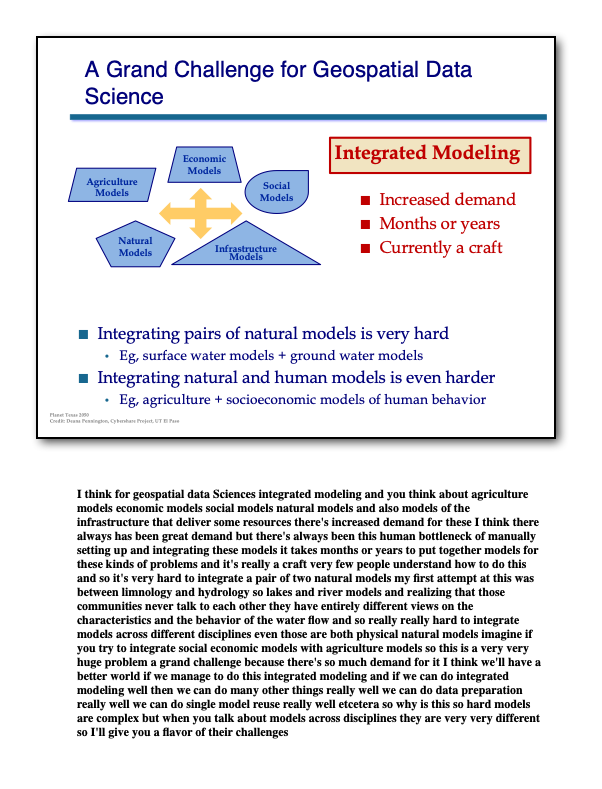 A Grand Challenge for Geospatial Data
Science
Economic
Models
Agriculture
Models
Social
Models
Natural
Models
Infrastructure
Models
Integrated Modeling
■ Increased demand
■ Months or years
■ Currently a craft
■ Integrating pairs of natural models is very hard
• Eg, surface water models + ground water models
■ Integrating natural and human models is even harder
• Eg, agriculture + socioeconomic models of human behavior
Planet Texas 2050
Credit: Deana Pennington, Cybershare Project, UT El Paso
I think for geospatial data Sciences integrated modeling and you think about agriculture
models economic models social models natural models and also models of the
infrastructure that deliver some resources there's increased demand for these I think there
always has been great demand but there's always been this human bottleneck of manually
setting up and integrating these models it takes months or years to put together models for
these kinds of problems and it's really a craft very few people understand how to do this
and so it's very hard to integrate a pair of two natural models my first attempt at this was
between limnology and hydrology so lakes and river models and realizing that those
communities never talk to each other they have entirely different views on the
characteristics and the behavior of the water flow and so really really hard to integrate
models across different disciplines even those are both physical natural models imagine if
you try to integrate social economic models with agriculture models so this is a very very
huge problem a grand challenge because there's so much demand for it I think we'll have a
better world if we manage to do this integrated modeling and if we can do integrated
modeling well then we can do many other things really well we can do data preparation
really well we can do single model reuse really well etcetera so why is this so hard models
are complex but when you talk about models across disciplines they are very very different
so I'll give you a flavor of their challenges